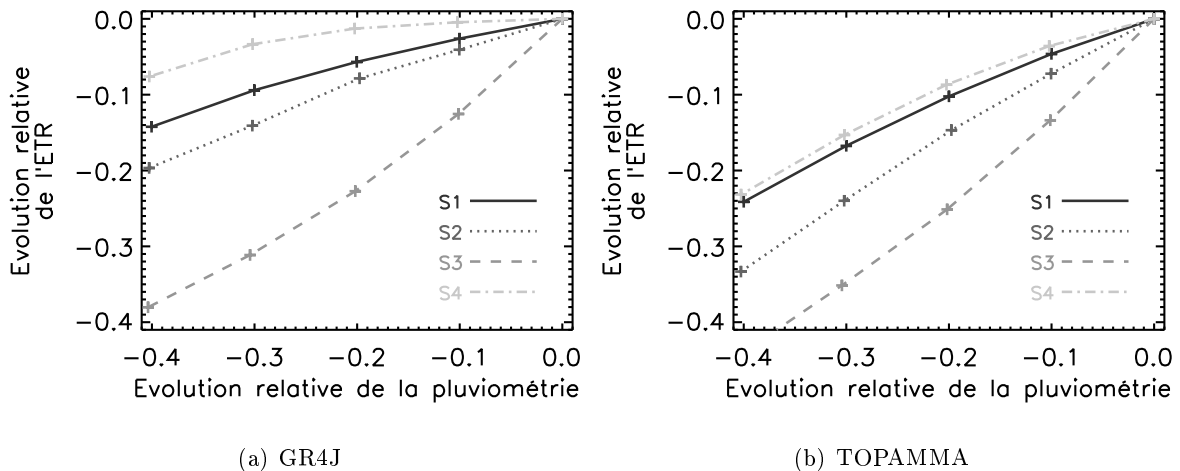 0.0
−0.1
−0.2
−0.3
−0.4
Evolution relative
de l'ETR
S1
S2
S3
S4
−0.4 −0.3 −0.2 −0.1 0.0
Evolution relative de la pluviométrie
(a) GR4J
0.0
−0.1
−0.2
−0.3
−0.4
Evolution relative
de l'ETR
S1
S2
S3
S4
−0.4 −0.3 −0.2 −0.1 0.0
Evolution relative de la pluviométrie
(b) TOPAMMA